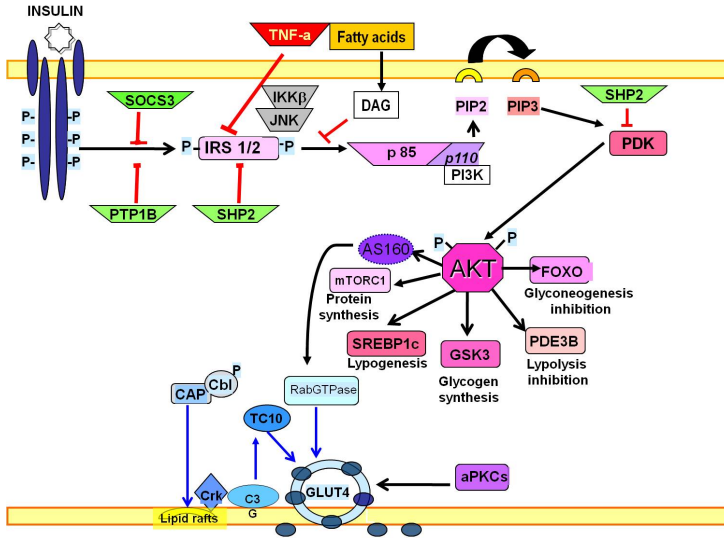 INSULIN
TNF-a
Fatty acids
SOCS3
IKKβ
JNK
DAG
PIP2
PIP3
SHP2
P-
-P
P-
-P
P-
-P
P-
IRS 1/2
-P
p 85
p110
PI3K
PDK
PTP1B
SHP2
AS160
P
P
AKT
FOXO
Glyconeogenesis
inhibition
mTORC1
Protein
synthesis
SREBP1c
Lypogenesis
GSK3
Glycogen
synthesis
PDE3B
Lypolysis
inhibition
CAP
Cbl
P
RabGTPase
TC10
Crk
C3
G
GLUT4
aPKCs
Lipid rafts